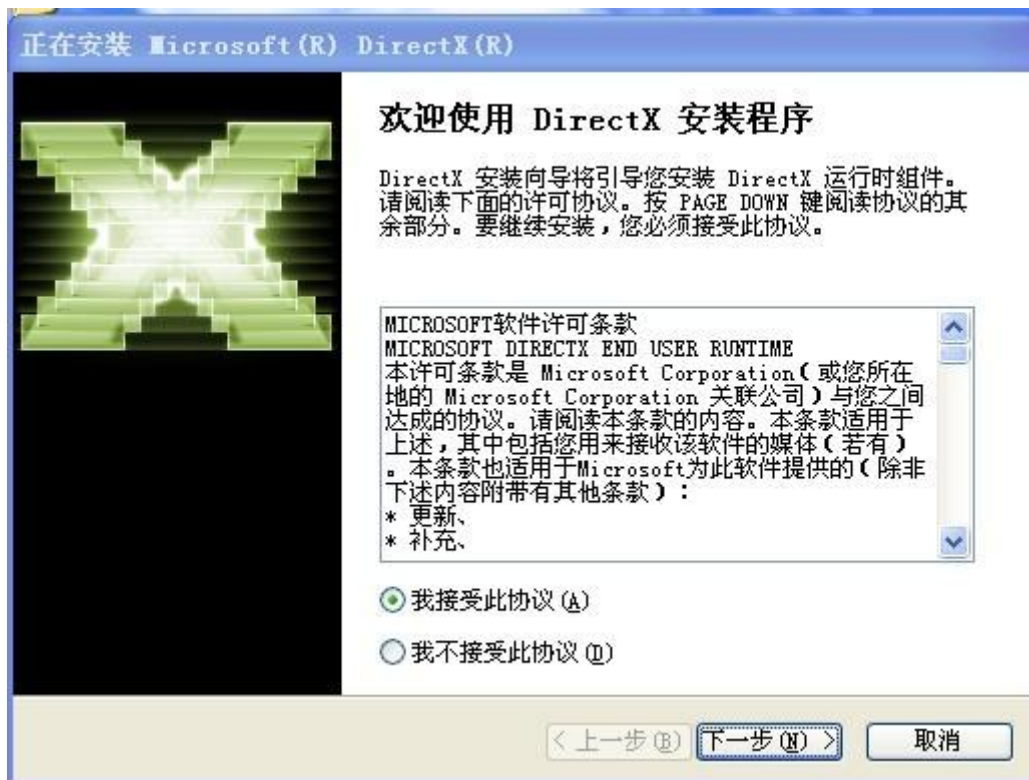 正在安装 Microsoft(R) DirectX(R)
欢迎使用 DirectX 安装程序
DirectX 安装向导将引导您安装 DirectX 运行时组件。
请阅读下面的许可协议。按 PAGE DOWN 键阅读协议的其
余部分。要继续安装，您必须接受此协议。
MICROSOFT软件许可条款
MICROSOFT DIRECTX END USER RUNTIME
本许可条款是 Microsoft Corporation（或您所在
地的 Microsoft Corporation 关联公司）与您之间
达成的协议。请阅读本条款的内容。本条款适用于
上述，其中包括您用来接收该软件的媒体（若有）
。本条款也适用于Microsoft为此软件提供的（除非
下述内容附带有其他条款）：
* 更新、
* 补充、
我接受此协议(A)
我不接受此协议(D)
< 上一步(B)
下一步(N) >
取消